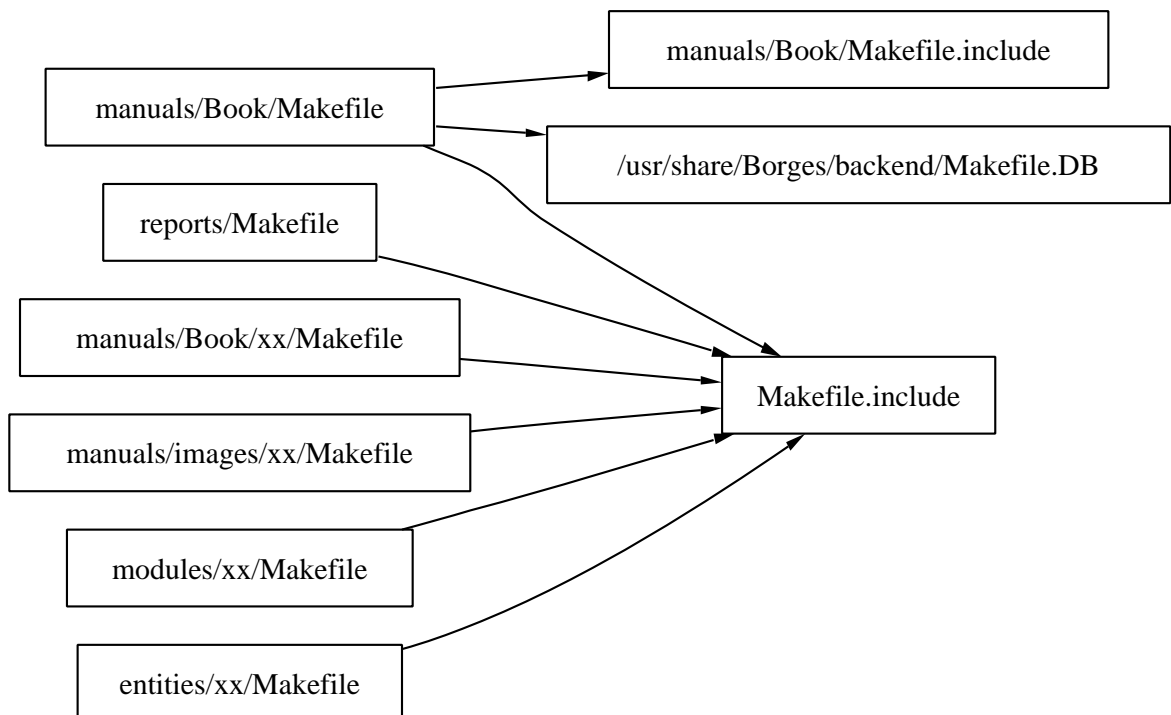 manuals/Book/Makefile.include
manuals/Book/Makefile
/usr/share/Borges/backend/Makefile.DB
reports/Makefile
manuals/Book/xx/Makefile
Makefile.include
manuals/images/xx/Makefile
modules/xx/Makefile
entities/xx/Makefile